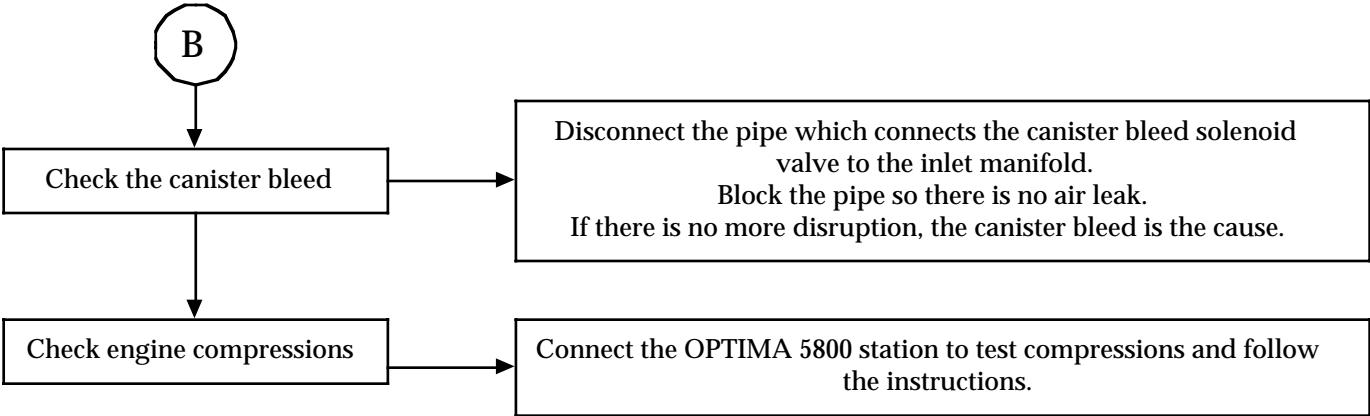 B
Check the canister bleed
Disconnect the pipe which connects the canister bleed solenoid
valve to the inlet manifold.
Block the pipe so there is no air leak.
If there is no more disruption, the canister bleed is the cause.
Check engine compressions
Connect the OPTIMA 5800 station to test compressions and follow
the instructions.